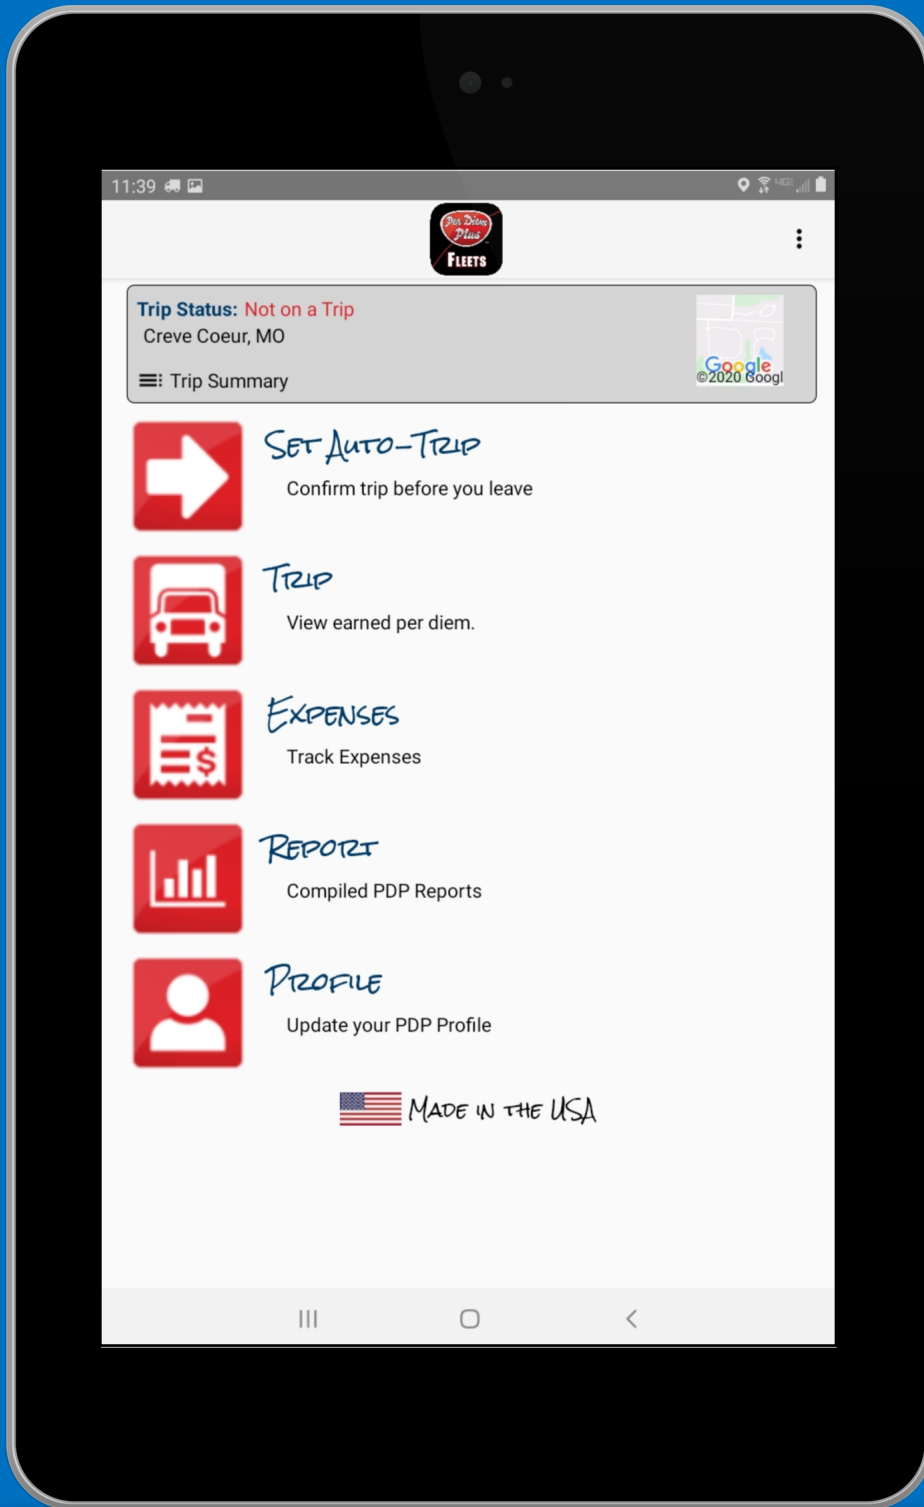 11:39
4GE
Per Diem
Plus
FLEETS
Trip Status: Not on a Trip
Creve Coeur, MO
Trip Summary
Google
©2020 Googl
SET AUTO-TRIP
Confirm trip before you leave
TRIP
View earned per diem.
EXPENSES
Track Expenses
$
REPORT
Compiled PDP Reports
PROFILE
Update your PDP Profile
MADE IN THE USA